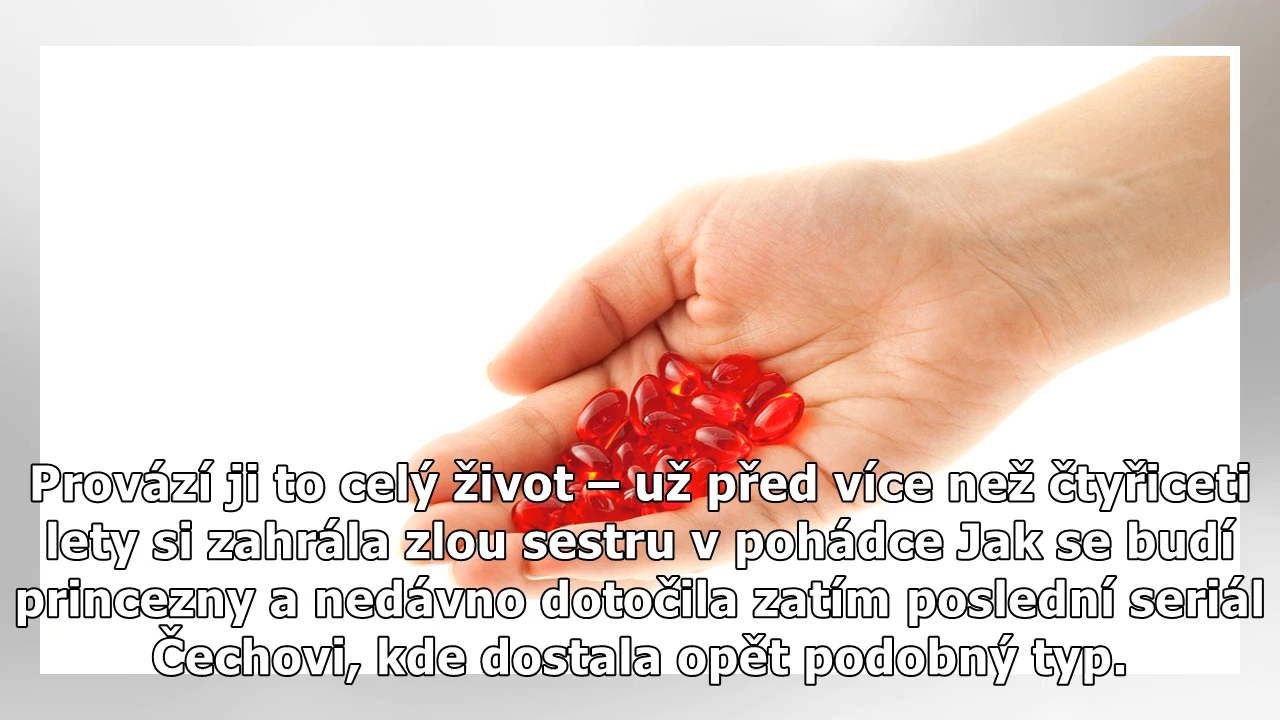 Provází ji to celý život – už před více než čtyřiceti
lety si zahrála zlou sestru v pohádce Jak se budí
princezny a nedávno dotočila zatím poslední seriál
Čechovi, kde dostala opět podobný typ.